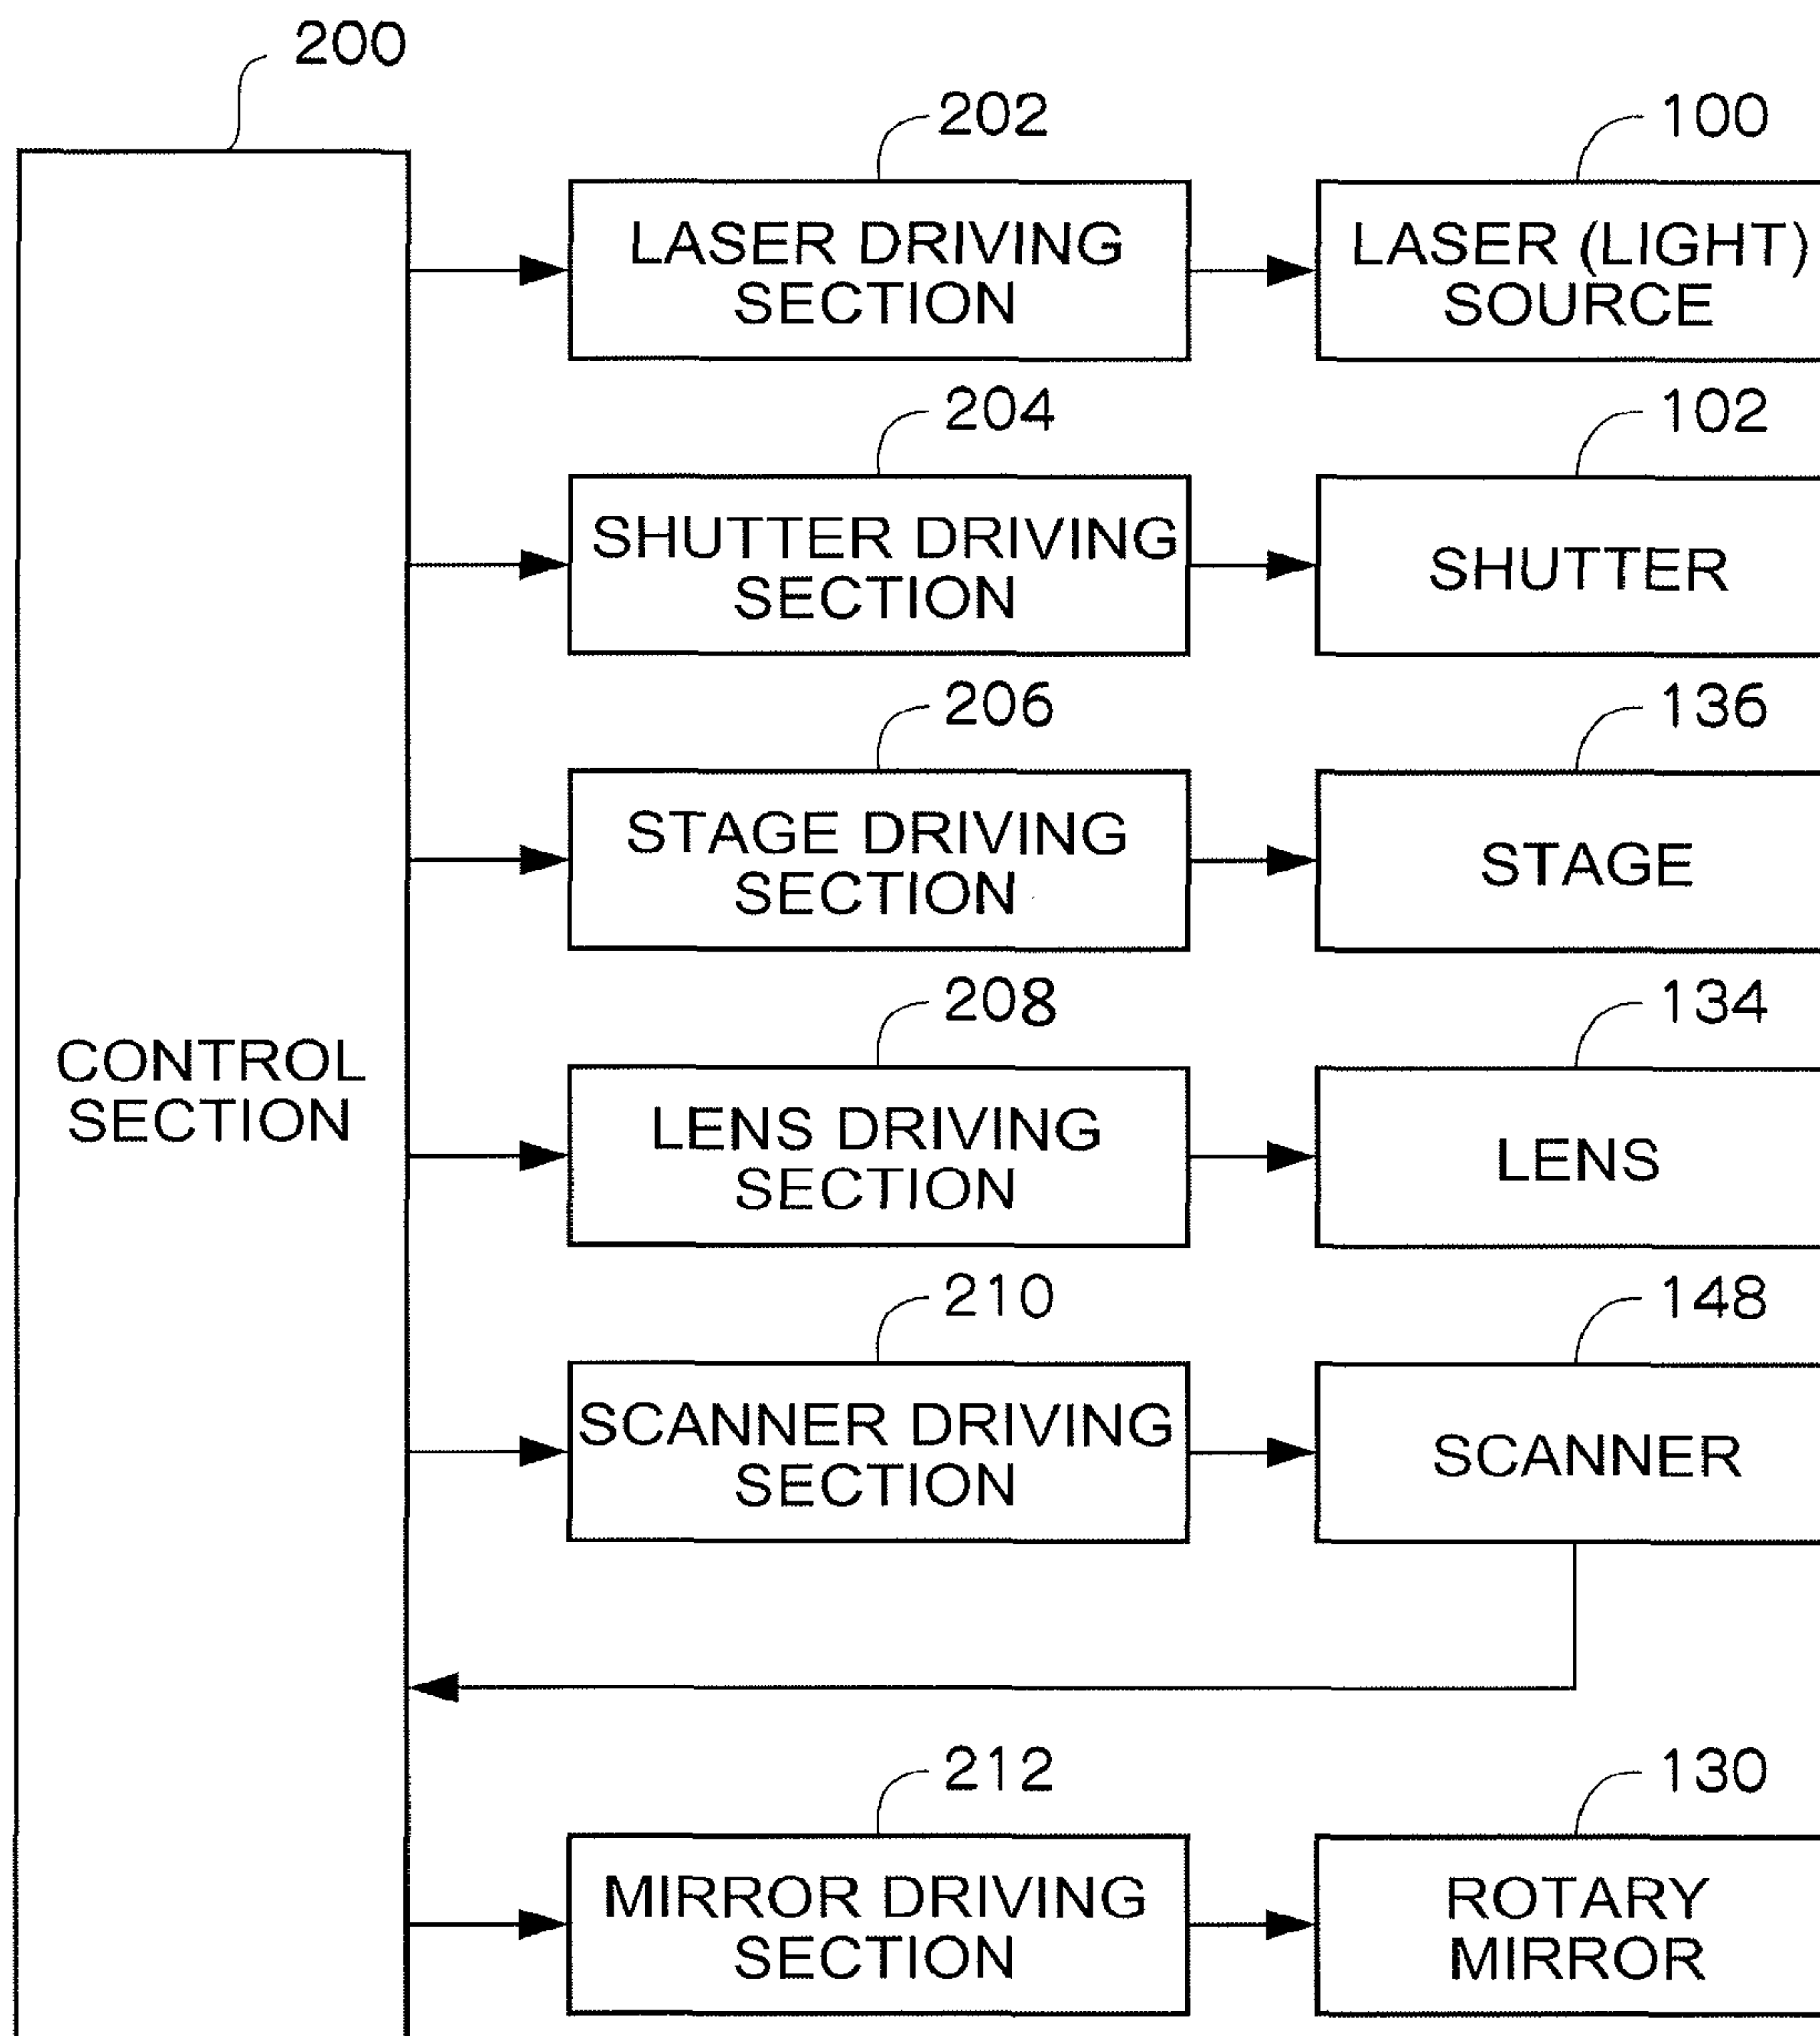 200
202
100
LASER DRIVING
SECTION
LASER (LIGHT)
SOURCE
204
102
SHUTTER DRIVING
SECTION
SHUTTER
206
136
STAGE DRIVING
SECTION
STAGE
208
134
CONTROL
SECTION
LENS DRIVING
SECTION
LENS
210
148
SCANNER DRIVING
SECTION
SCANNER
212
130
MIRROR DRIVING
SECTION
ROTARY
MIRROR